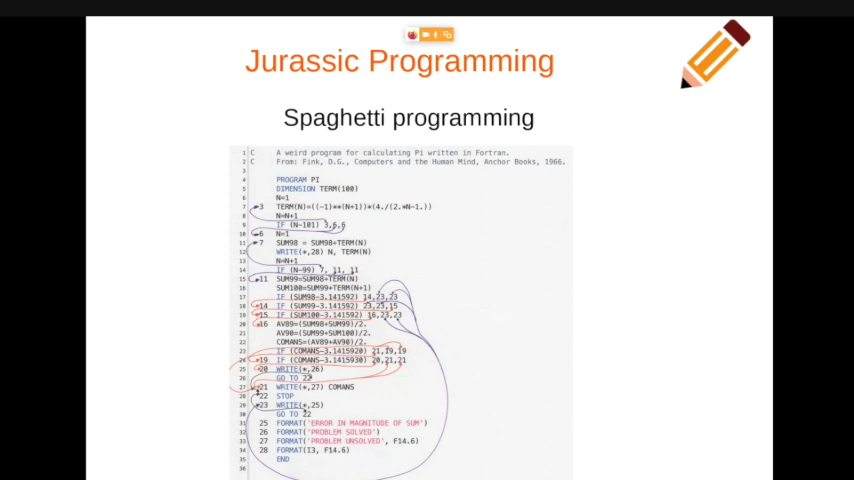 Jurassic Programming
Spaghetti programming
1 C A weird program for calculating Pi written in Fortran.
2 C From: Fink, D.G., Computers and the Human Mind, Anchor Books, 1966.
3
4 PROGRAM PI
5 DIMENSION TERM(100)
6 N=1
7 3 TERM(N)=((-1)**(N+1))*(4./(2.*N-1.))
8 N=N+1
9 IF (N-101) 3,6,6
10 6 N=1
11 7 SUM98 = SUM98+TERM(N)
12 WRITE(*,28) N, TERM(N)
13 N=N+1
14 IF (N-99) 7, 11, 11
15 11 SUM99=SUM98+TERM(N)
16 SUM100=SUM99+TERM(N+1)
17 IF (SUM98-3.141592) 14,23,23
18 14 IF (SUM99-3.141592) 23,23,15
19 15 IF (SUM100-3.141592) 16,23,23
20 16 AV89=(SUM98+SUM99)/2.
21 AV90=(SUM99+SUM100)/2.
22 COMANS=(AV89+AV90)/2.
23 IF (COMANS-3.1415920) 21,19,19
24 19 IF (COMANS-3.1415930) 20,21,21
25 20 WRITE(*,26)
26 GO TO 22
27 21 WRITE(*,27) COMANS
28 22 STOP
29 23 WRITE(*,25)
30 GO TO 22
31 25 FORMAT('ERROR IN MAGNITUDE OF SUM')
32 26 FORMAT('PROBLEM SOLVED')
33 27 FORMAT('PROBLEM UNSOLVED', F14.6)
34 28 FORMAT(I3, F14.6)
35 END
36